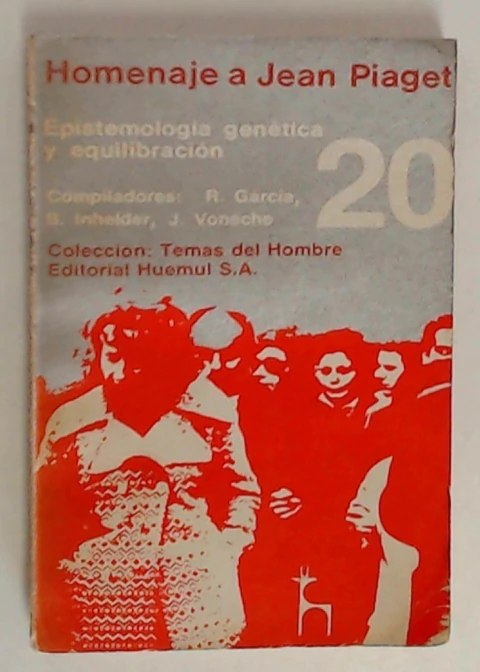 Homenaje a Jean Piaget
Epistemología genética
y equilibración
20
Compiladores: R. García,
B. Inhelder, J. Vonèche
Coleccion: Temas del Hombre
Editorial Huemul S.A.